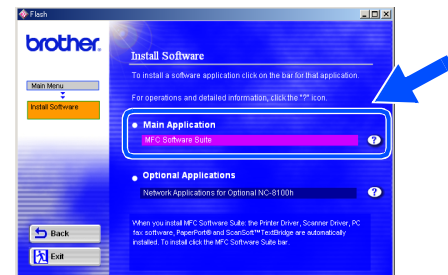 Flash
brother.
Install Software
To install a software application click on the bar for that application.
For operations and detailed information, click the "?" icon.
Main Menu
Install Software
Main Application
MFC Software Suite
?
Optional Applications
Network Applications for Optional NC-8100h
?
When you install MFC Software Suite: the Printer Driver, Scanner Driver, PC
fax software, PaperPort® and ScanSoft™TextBridge are automatically
installed. To install click the MFC Software Suite bar.
Back
Exit